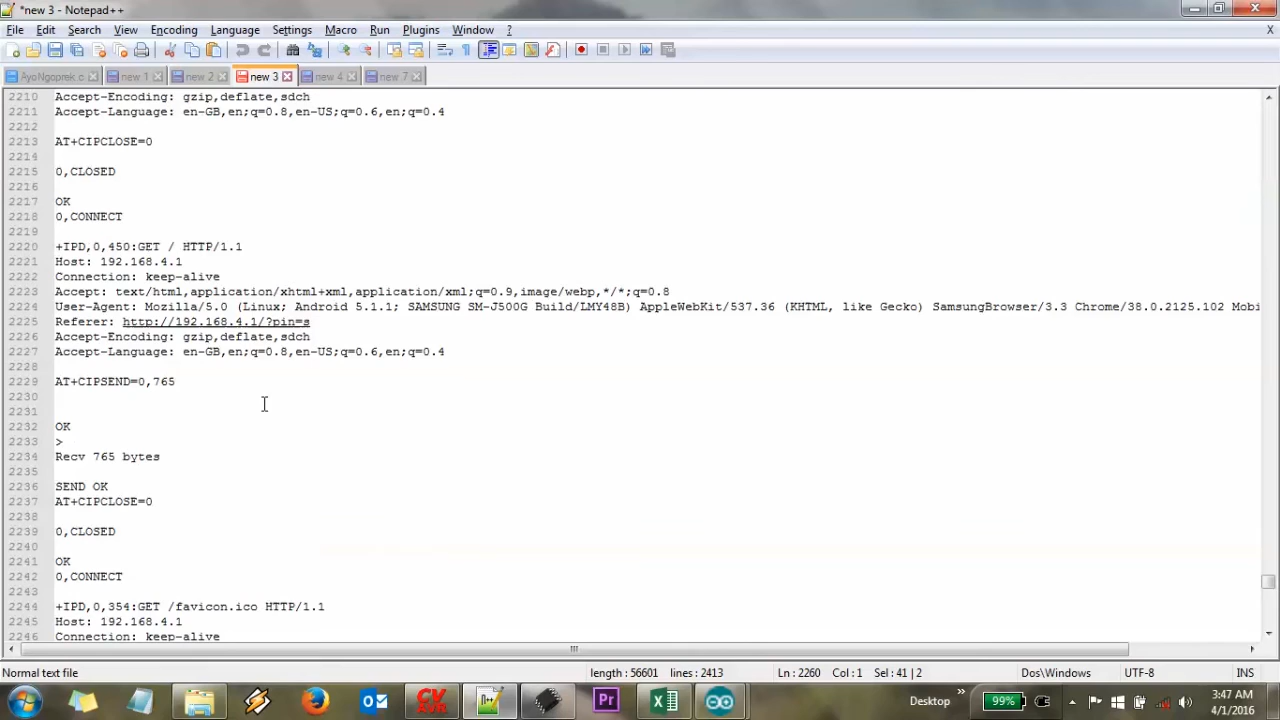 *new 3 - Notepad++
File Edit Search View Encoding Language Settings Macro Run Plugins Window ? X
AyoNgoprek.c new 1 new 2 new 3 new 4 new 7
2210 Accept-Encoding: gzip,deflate,sdch
2211 Accept-Language: en-GB,en;q=0.8,en-US;q=0.6,en;q=0.4
2212
2213 AT+CIPCLOSE=0
2214
2215 0,CLOSED
2216
2217 OK
2218 0,CONNECT
2219
2220 +IPD,0,450:GET / HTTP/1.1
2221 Host: 192.168.4.1
2222 Connection: keep-alive
2223 Accept: text/html,application/xhtml+xml,application/xml;q=0.9,image/webp,*/*;q=0.8
2224 User-Agent: Mozilla/5.0 (Linux; Android 5.1.1; SAMSUNG SM-J500G Build/LMY48B) AppleWebKit/537.36 (KHTML, like Gecko) SamsungBrowser/3.3 Chrome/38.0.2125.102 Mobi
2225 Referer: http://192.168.4.1/?pin=s
2226 Accept-Encoding: gzip,deflate,sdch
2227 Accept-Language: en-GB,en;q=0.8,en-US;q=0.6,en;q=0.4
2228
2229 AT+CIPSEND=0,765
2230
2231
2232 OK
2233 >
2234 Recv 765 bytes
2235
2236 SEND OK
2237 AT+CIPCLOSE=0
2238
2239 0,CLOSED
2240
2241 OK
2242 0,CONNECT
2243
2244 +IPD,0,354:GET /favicon.ico HTTP/1.1
2245 Host: 192.168.4.1
2246 Connection: keep-alive
Normal text file length : 56601 lines : 2413 Ln : 2260 Col : 1 Sel : 41 | 2 Dos\Windows UTF-8 INS
CV AVR Pr Desktop » 99% 3:47 AM
4/1/2016